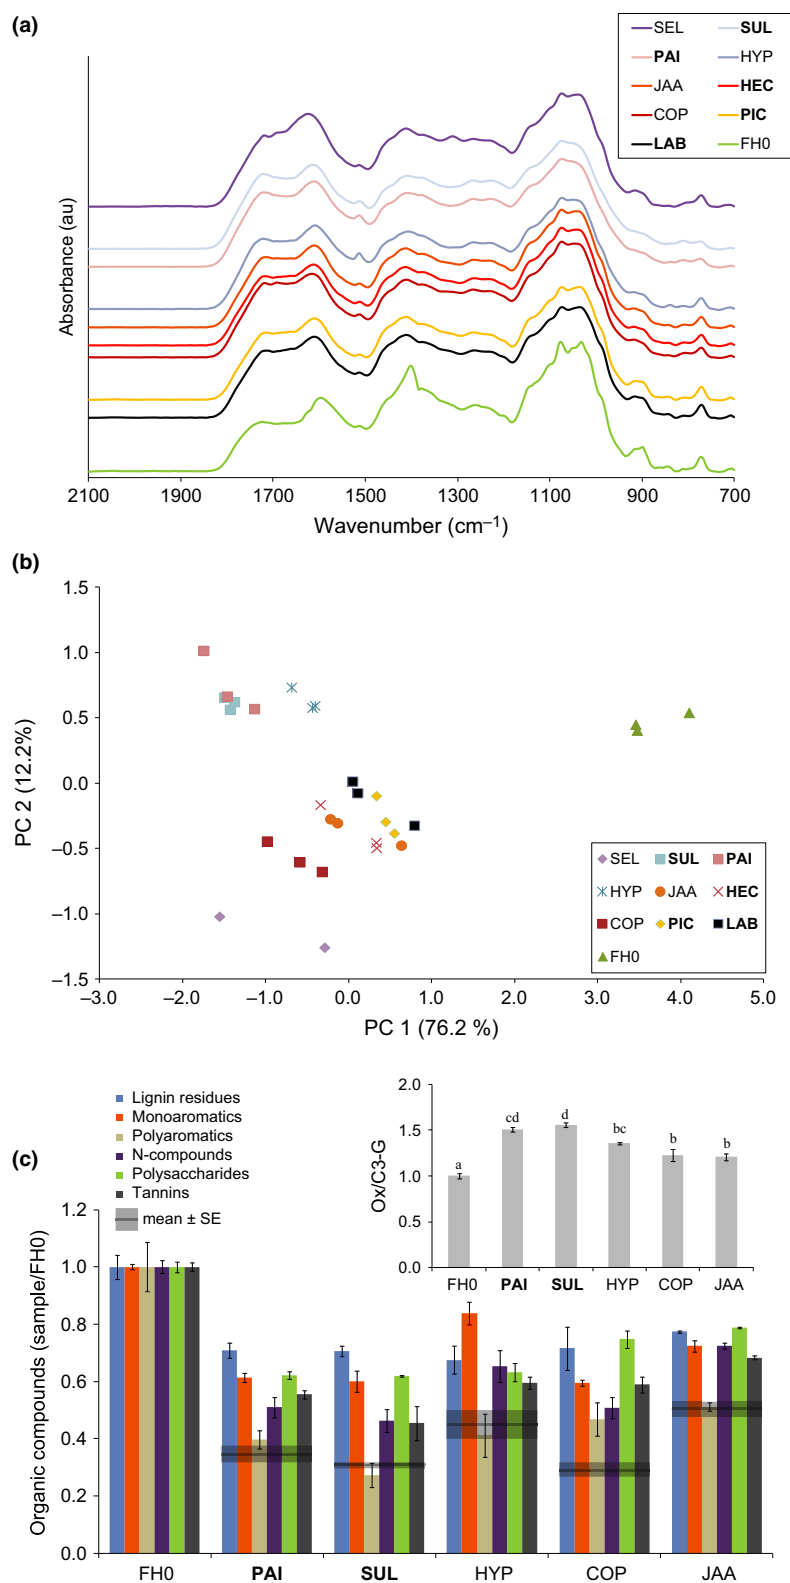 (a)
SEL SUL
PAI HYP
JAA HEC
COP PIC
LAB FH0
Absorbance (au)
2100 1900 1700 1500 1300 1100 900 700
Wavenumber (cm–1)
(b)
1.5
1.0
0.5
0.0
–0.5
–1.0
–1.5
PC 2 (12.2%)
SEL SUL PAI
HYP JAA HEC
COP PIC LAB
FH0
–3.0 –2.0 –1.0 0.0 1.0 2.0 3.0 4.0 5.0
PC 1 (76.2 %)
(c)
Lignin residues
Monoaromatics
Polyaromatics
N-compounds
Polysaccharides
Tannins
mean ± SE
2.0
1.5
1.0
0.5
0.0
Ox/C3-G
a cd d bc b b
FH0 PAI SUL HYP COP JAA
1.2
1.0
0.8
0.6
0.4
0.2
0.0
Organic compounds (sample/FH0)
FH0 PAI SUL HYP COP JAA